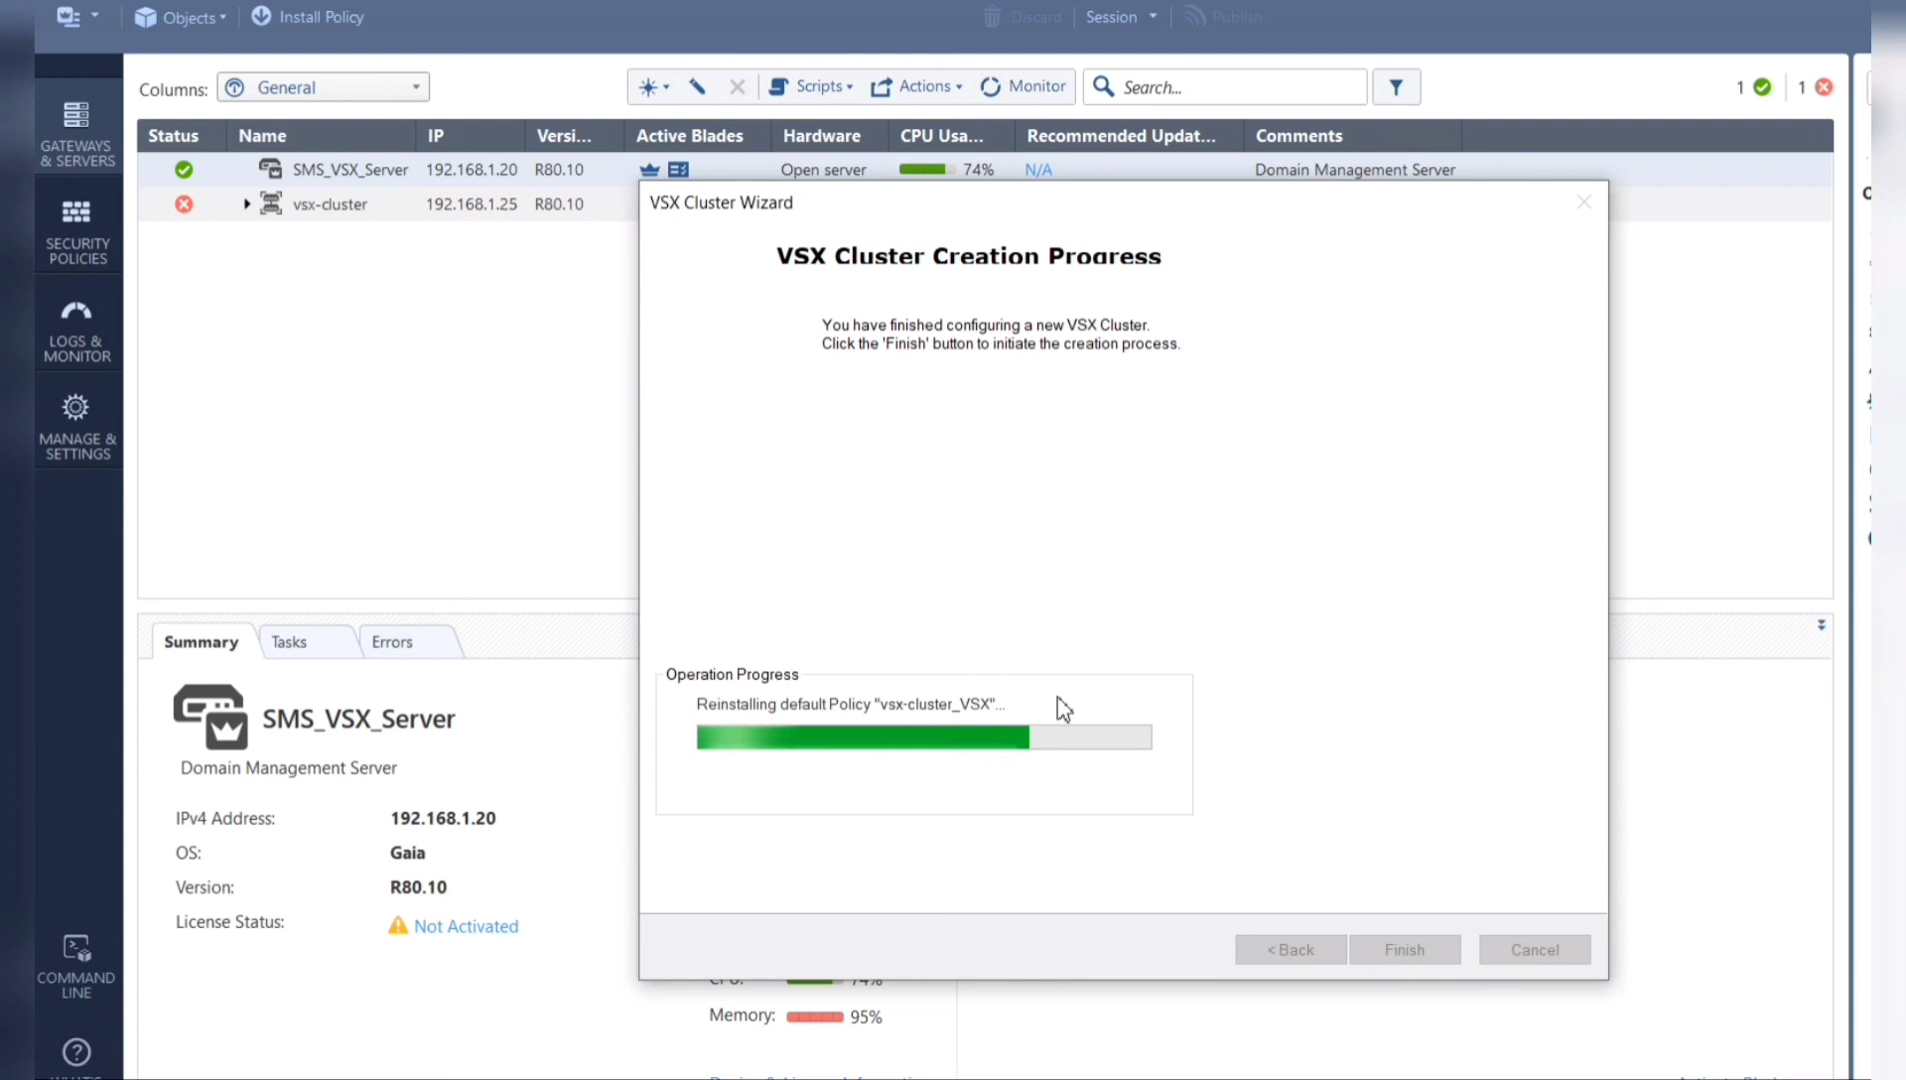 Objects
Install Policy
Discard
Session
Publish
Columns:
General
Scripts
Actions
Monitor
Search...
1
1
Status
Name
IP
Versi...
Active Blades
Hardware
CPU Usa...
Recommended Updat...
Comments
SMS_VSX_Server
192.168.1.20
R80.10
Open server
74%
N/A
Domain Management Server
vsx-cluster
192.168.1.25
R80.10
GATEWAYS
& SERVERS
SECURITY
POLICIES
LOGS &
MONITOR
MANAGE &
SETTINGS
COMMAND
LINE
VSX Cluster Wizard
VSX Cluster Creation Progress
You have finished configuring a new VSX Cluster.
Click the 'Finish' button to initiate the creation process.
Operation Progress
Reinstalling default Policy "vsx-cluster_VSX"...
< Back
Finish
Cancel
Summary
Tasks
Errors
SMS_VSX_Server
Domain Management Server
IPv4 Address:
192.168.1.20
OS:
Gaia
Version:
R80.10
License Status:
Not Activated
74%
Memory:
95%